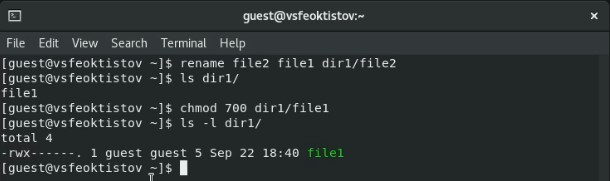 guest@vsfeoktistov:~
File Edit View Search Terminal Help
[guest@vsfeoktistov ~]$ rename file2 file1 dir1/file2
[guest@vsfeoktistov ~]$ ls dir1/
file1
[guest@vsfeoktistov ~]$ chmod 700 dir1/file1
[guest@vsfeoktistov ~]$ ls -l dir1/
total 4
-rwx------. 1 guest guest 5 Sep 22 18:40 file1
[guest@vsfeoktistov ~]$